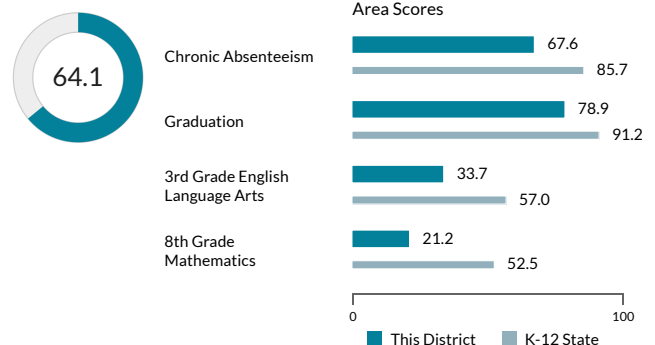 Area Scores
64.1
Chronic Absenteeism
67.6
85.7
Graduation
78.9
91.2
3rd Grade English
Language Arts
33.7
57.0
8th Grade
Mathematics
21.2
52.5
0
100
This District
K-12 State